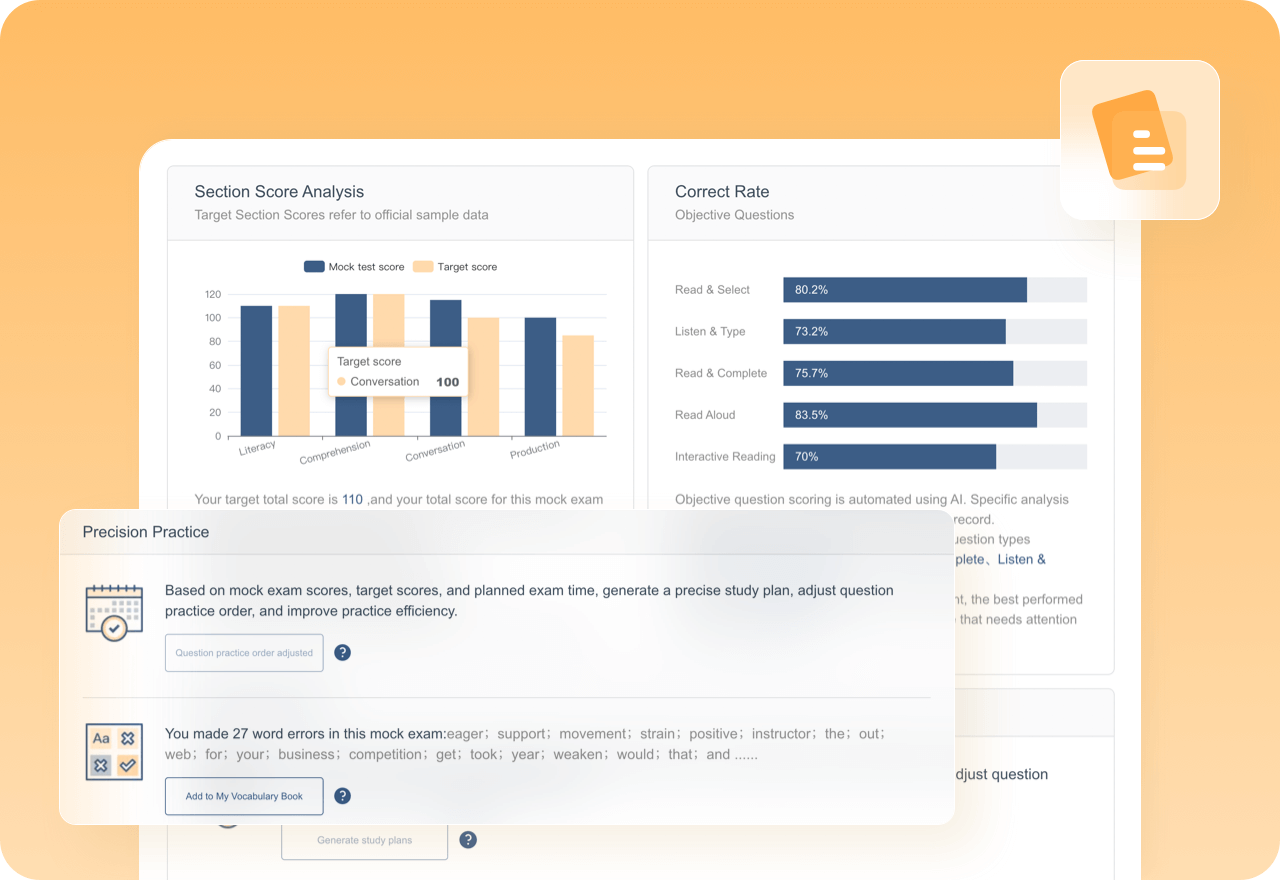 Section Score Analysis
Target Section Scores refer to official sample data
Mock test score
Target score
120
100
80
60
40
20
0
Target score
Conversation 100
Literacy
Comprehension
Conversation
Production
Your target total score is 110 ,and your total score for this mock exam
Correct Rate
Objective Questions
Read & Select 80.2%
Listen & Type 73.2%
Read & Complete 75.7%
Read Aloud 83.5%
Interactive Reading 70%
Objective question scoring is automated using AI. Specific analysis
record.
uestion types
plete、Listen &
nt, the best performed
that needs attention
Precision Practice
Based on mock exam scores, target scores, and planned exam time, generate a precise study plan, adjust question
practice order, and improve practice efficiency.
Question practice order adjusted ?
Aa
You made 27 word errors in this mock exam:eager; support; movement; strain; positive; instructor; the; out;
web; for; your; business; competition; get; took; year; weaken; would; that; and ......
Add to My Vocabulary Book ?
djust question
Generate study plans ?